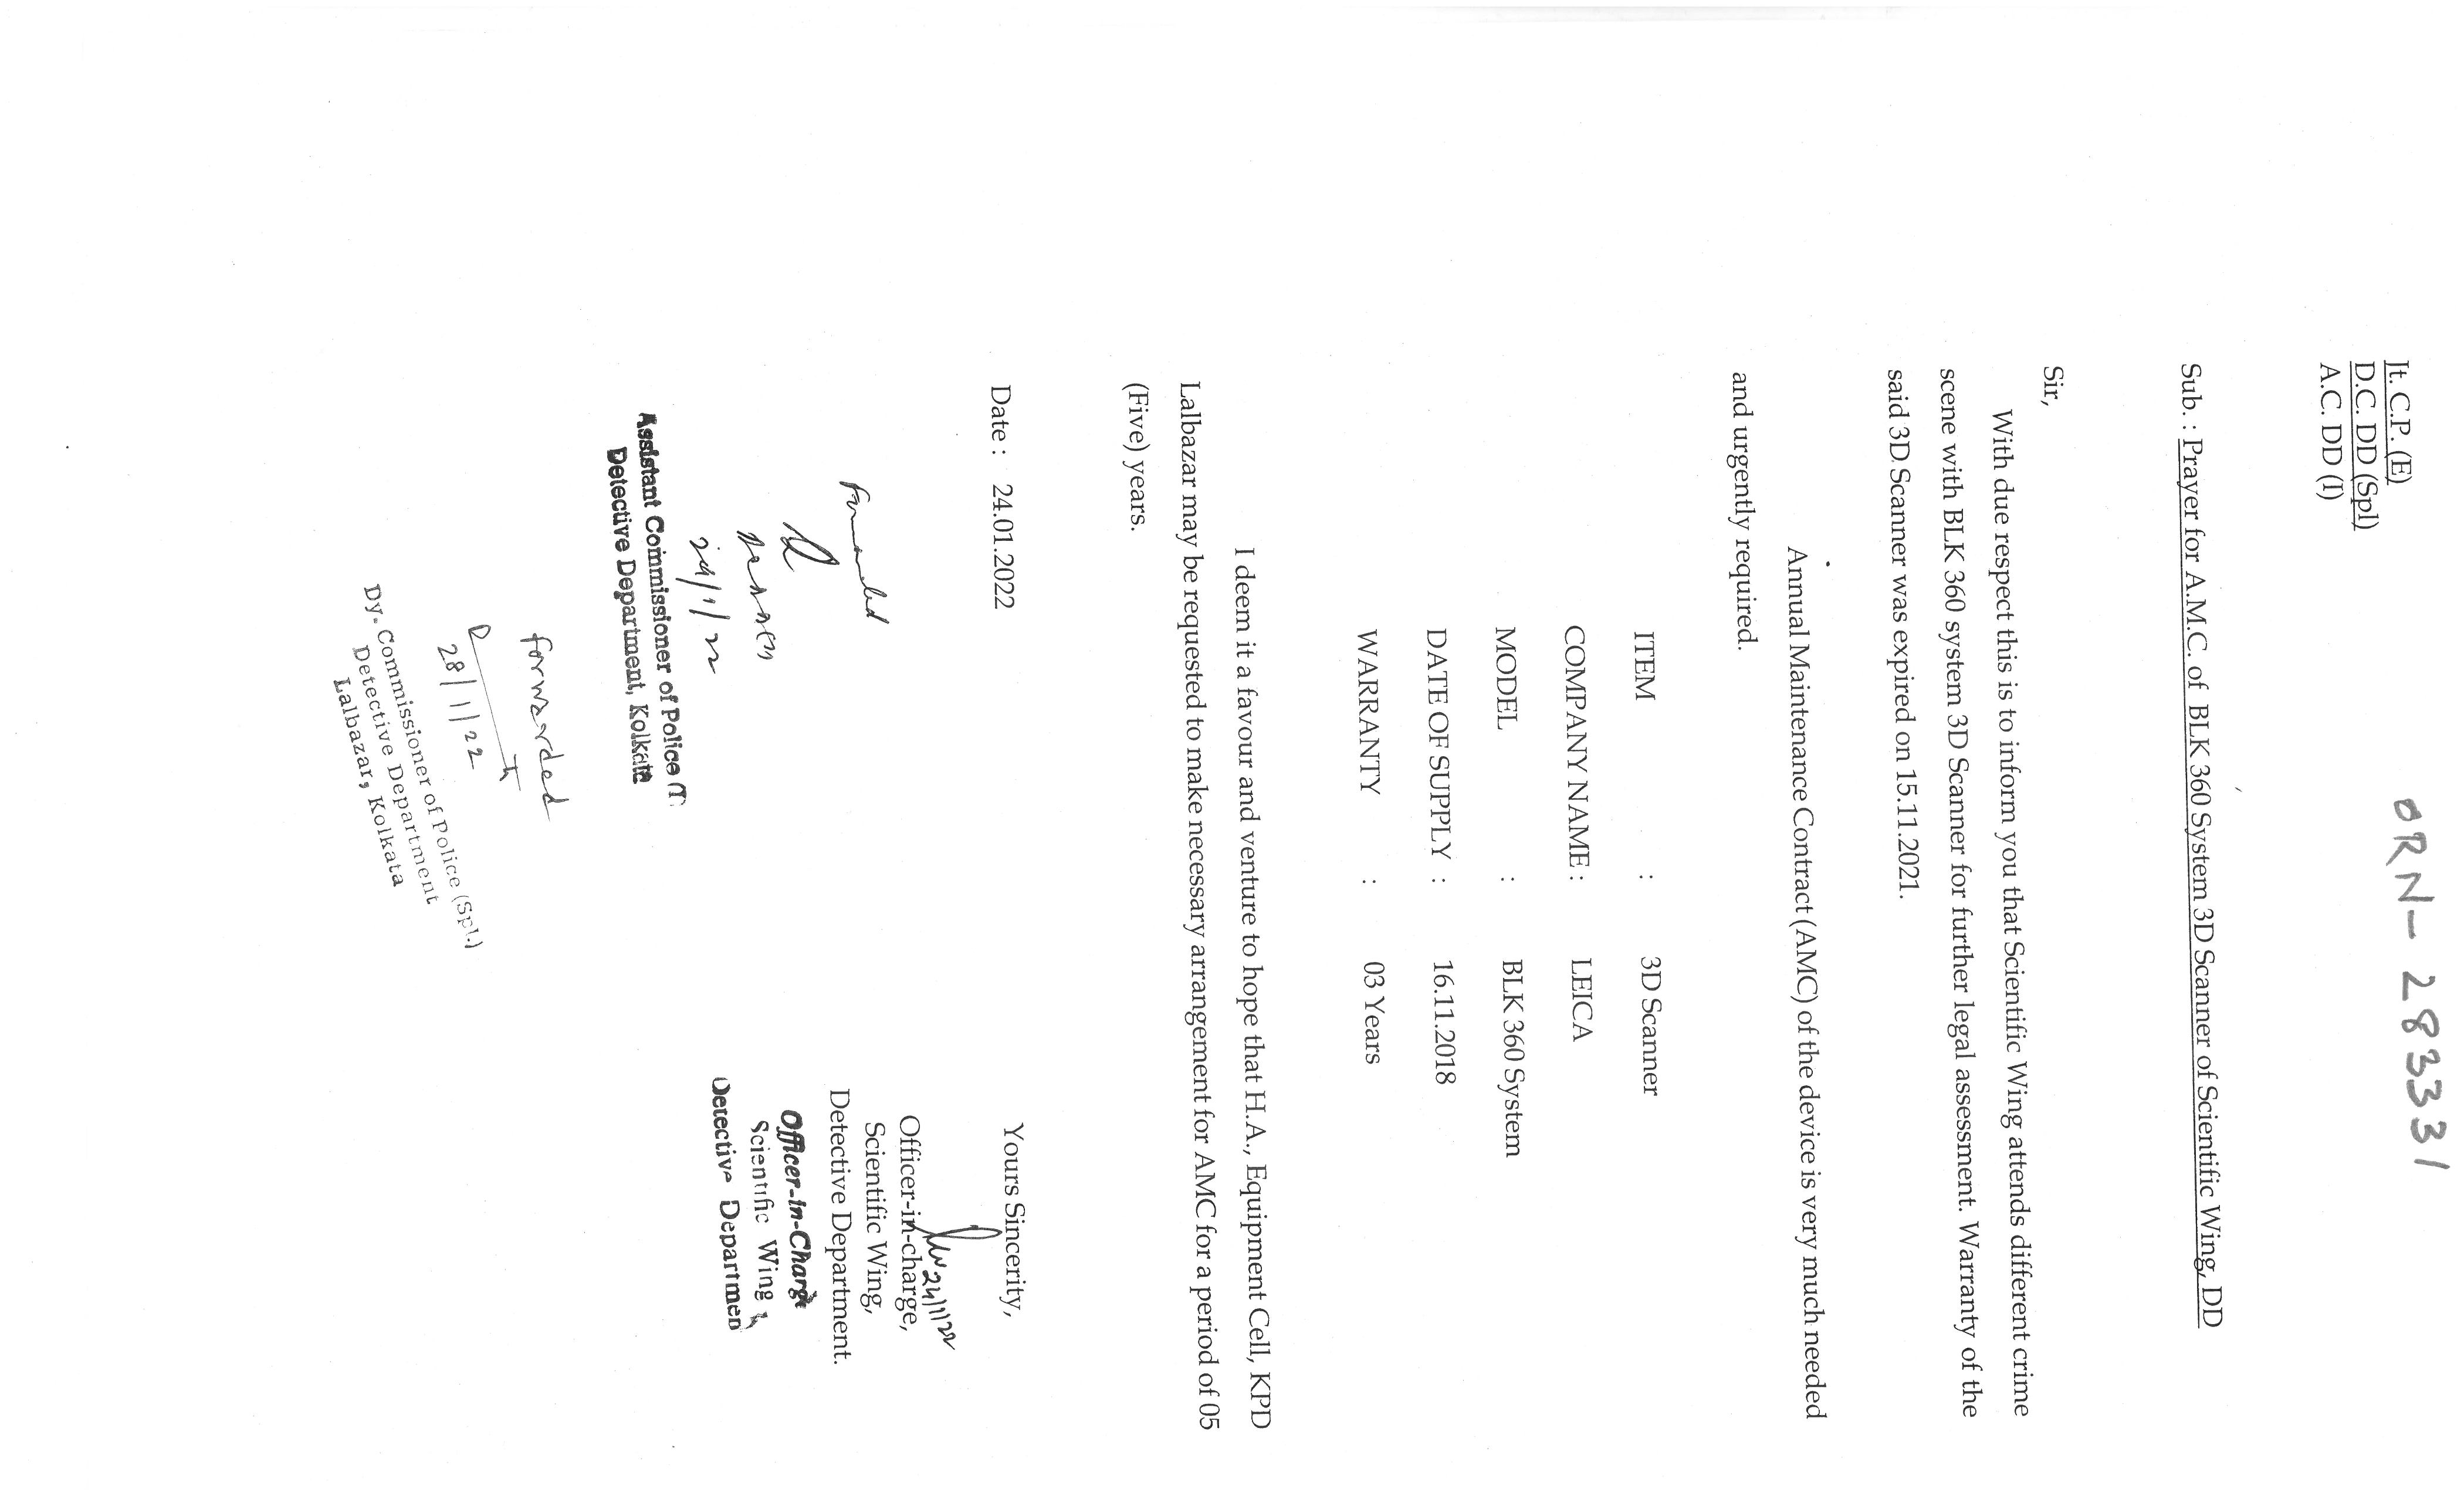 ORN- 283331
Jt. C.P. (E)
D.C. DD (Spl)
A.C. DD (I)
Sub. : Prayer for A.M.C. of BLK 360 System 3D Scanner of Scientific Wing, DD
Sir,
With due respect this is to inform you that Scientific Wing attends different crime
scene with BLK 360 system 3D Scanner for further legal assessment. Warranty of the
said 3D Scanner was expired on 15.11.2021.
Annual Maintenance Contract (AMC) of the device is very much needed
and urgently required.
ITEM : 3D Scanner
COMPANY NAME : LEICA
MODEL : BLK 360 System
DATE OF SUPPLY : 16.11.2018
WARRANTY : 03 Years
I deem it a favour and venture to hope that H.A., Equipment Cell, KPD
Lalbazar may be requested to make necessary arrangement for AMC for a period of 05
(Five) years.
Date : 24.01.2022
Yours Sincerity,
24/1/22
Officer-in-charge,
Scientific Wing,
Detective Department.
Officer-in-Charge
Scientific Wing
Detective Departmen
Forwarded
24/1/22
Assistant Commissioner of Police (I
Detective Department, Kolkata
forwarded
28/1/22
Dy. Commissioner of Police (Spl.)
Detective Department
Lalbazar, Kolkata